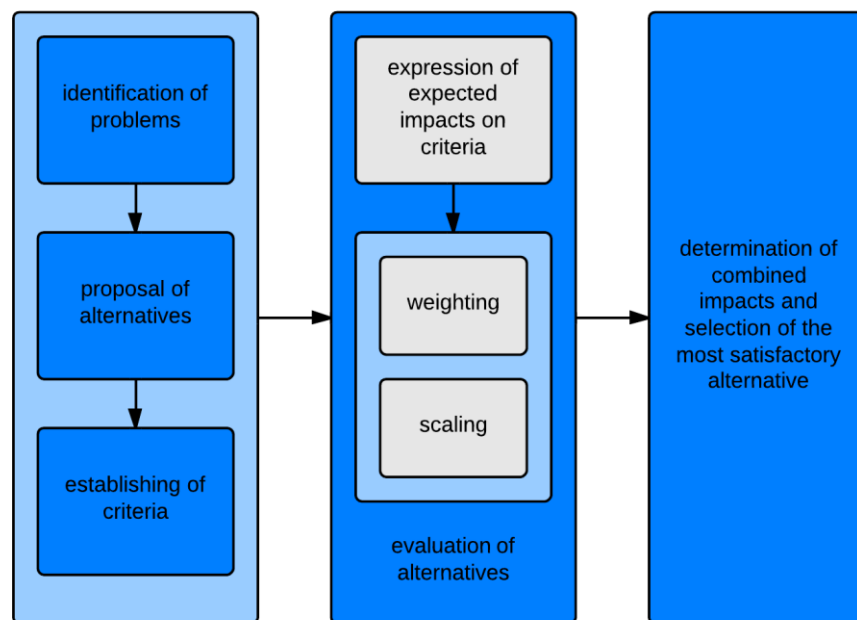 identification of
problems
proposal of
alternatives
establishing of
criteria
expression of
expected
impacts on
criteria
weighting
scaling
evaluation of
alternatives
determination of
combined
impacts and
selection of the
most satisfactory
alternative